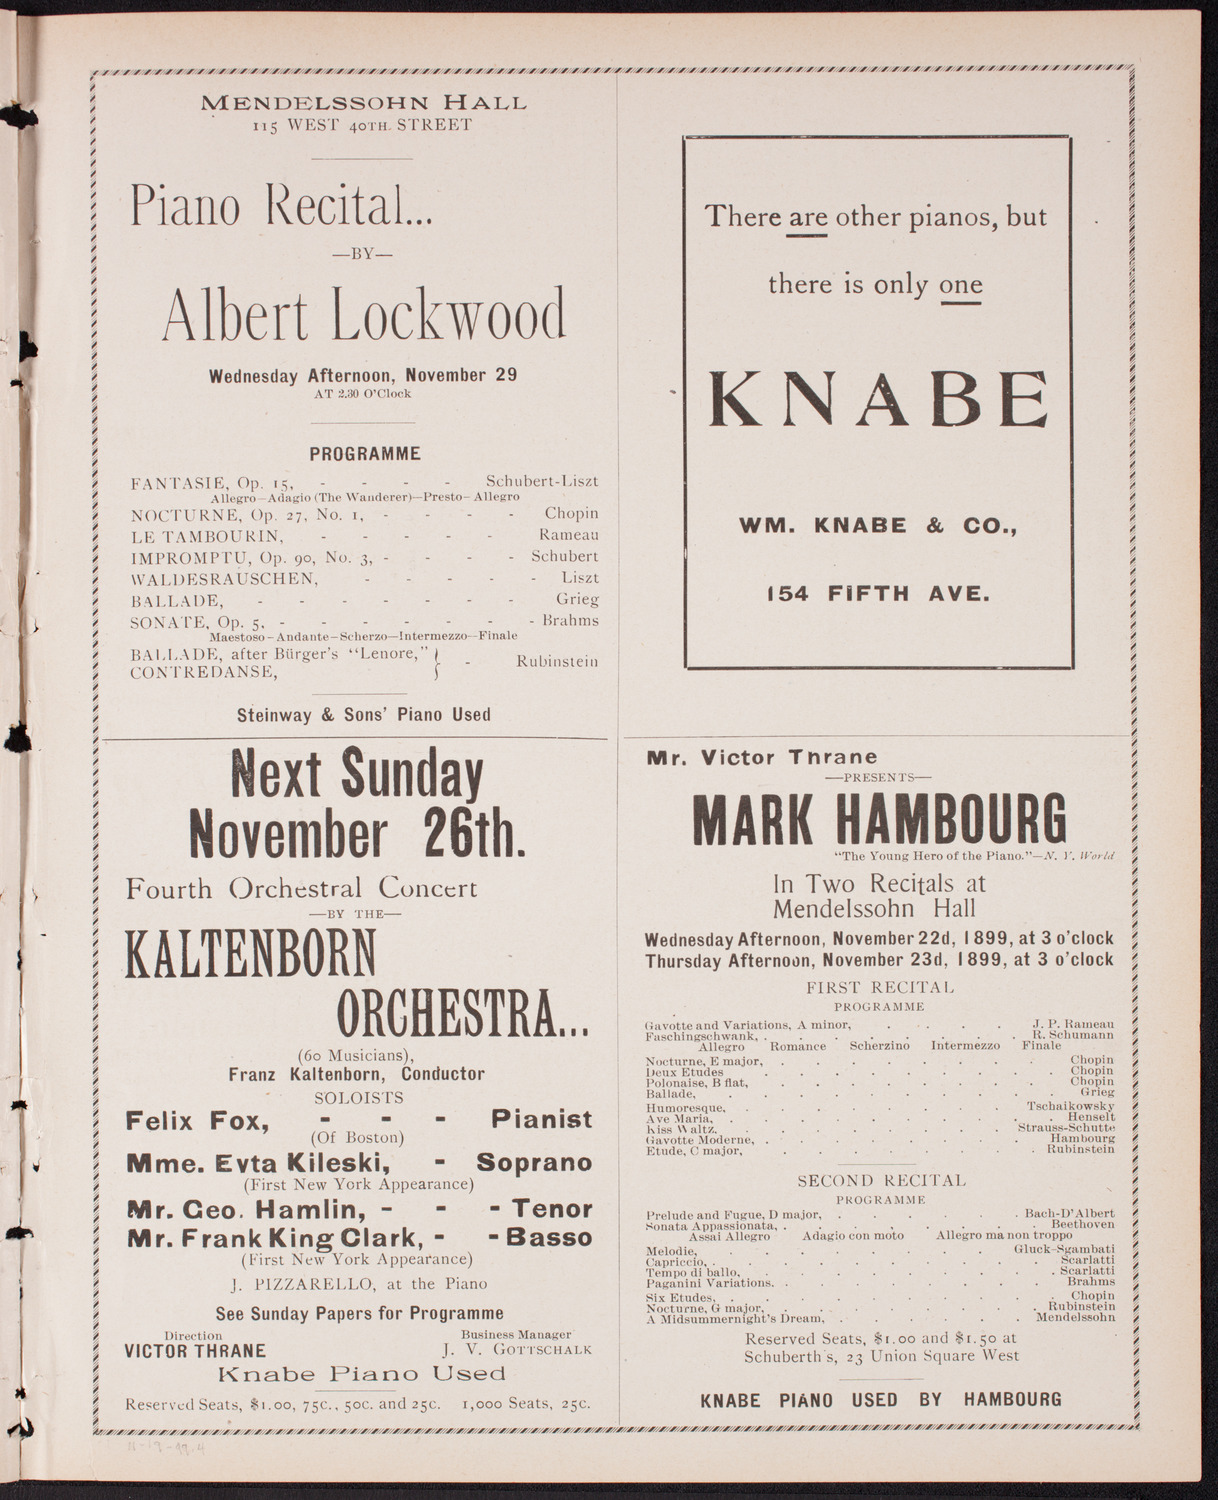 MENDELSSOHN HALL
115 WEST 40TH. STREET
Piano Recital...
—BY—
Albert Lockwood
Wednesday Afternoon, November 29
AT 2.30 O'Clock
PROGRAMME
FANTASIE, Op. 15, - - - - Schubert-Liszt
Allegro—Adagio (The Wanderer)—Presto—Allegro
NOCTURNE, Op. 27, No. 1, - - - - Chopin
LE TAMBOURIN, - - - - - Rameau
IMPROMPTU, Op. 90, No. 3, - - - - Schubert
WALDESRAUSCHEN, - - - - - Liszt
BALLADE, - - - - - - - Grieg
SONATE, Op. 5, - - - - - - - Brahms
Maestoso—Andante—Scherzo—Intermezzo—Finale
BALLADE, after Bürger's "Lenore," }
CONTREDANSE, } - Rubinstein
Steinway & Sons' Piano Used
There are other pianos, but
there is only one
KNABE
WM. KNABE & CO.,
154 FIFTH AVE.
Next Sunday
November 26th.
Fourth Orchestral Concert
—BY THE—
KALTENBORN
ORCHESTRA...
(60 Musicians),
Franz Kaltenborn, Conductor
SOLOISTS
Felix Fox, - - - Pianist
(Of Boston)
Mme. Evta Kileski, - Soprano
(First New York Appearance)
Mr. Geo. Hamlin, - - - Tenor
Mr. Frank King Clark, - - Basso
(First New York Appearance)
J. PIZZARELLO, at the Piano
See Sunday Papers for Programme
Direction Business Manager
VICTOR THRANE J. V. GOTTSCHALK
Knabe Piano Used
Reserved Seats, $1.00, 75c., 50c. and 25c. 1,000 Seats, 25c.
Mr. Victor Thrane
—PRESENTS—
MARK HAMBOURG
"The Young Hero of the Piano."—N. Y. World
In Two Recitals at
Mendelssohn Hall
Wednesday Afternoon, November 22d, 1899, at 3 o'clock
Thursday Afternoon, November 23d, 1899, at 3 o'clock
FIRST RECITAL
PROGRAMME
Gavotte and Variations, A minor, . . . . J. P. Rameau
Faschingschwank, . . . . . . . R. Schumann
Allegro Romance Scherzino Intermezzo Finale
Nocturne, E major, . . . . . . . Chopin
Deux Etudes . . . . . . . . Chopin
Polonaise, B flat, . . . . . . . Chopin
Ballade, . . . . . . . . Grieg
Humoresque, . . . . . . . Tschaikowsky
Ave Maria, . . . . . . . . Henselt
Kiss Waltz, . . . . . . . Strauss-Schutte
Gavotte Moderne, . . . . . . . Hambourg
Etude, C major, . . . . . . . Rubinstein
SECOND RECITAL
PROGRAMME
Prelude and Fugue, D major, . . . . . Bach-D'Albert
Sonata Appassionata, . . . . . . . Beethoven
Assai Allegro Adagio con moto Allegro ma non troppo
Melodie, . . . . . . . Gluck-Sgambati
Capriccio, . . . . . . . . Scarlatti
Tempo di ballo, . . . . . . . . Scarlatti
Paganini Variations. . . . . . . . Brahms
Six Etudes, . . . . . . . . Chopin
Nocturne, G major, . . . . . . . Rubinstein
A Midsummernight's Dream, . . . . . Mendelssohn
Reserved Seats, $1.00 and $1.50 at
Schuberth's, 23 Union Square West
KNABE PIANO USED BY HAMBOURG